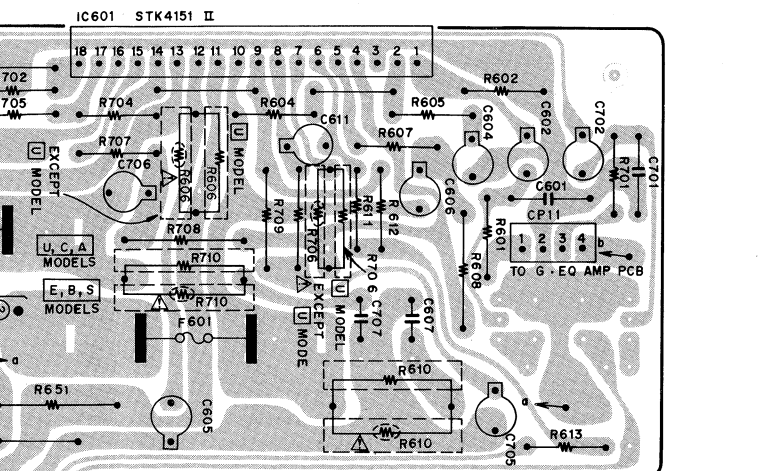 IC601 STK4151 II
18 17 16 15 14 13 12 11 10 9 8 7 6 5 4 3 2 1
702
R602
705
R704
R604
R605
C604
C602
C702
C611
U
MODEL
R607
R707
U
MODEL
EXCEPT
C706
R606
R606
R701
C701
C601
C606
R709
R706
R611
R612
CP11
R601
1 2 3 4
b
R708
U, C, A
MODELS
R710
TO G·EQ AMP PCB
R706
R608
E, B, S
MODELS
R710
EXCEPT
U
MODE
U
MODEL
C707
C607
F601
a
R610
R651
C605
a
R610
C705
R613